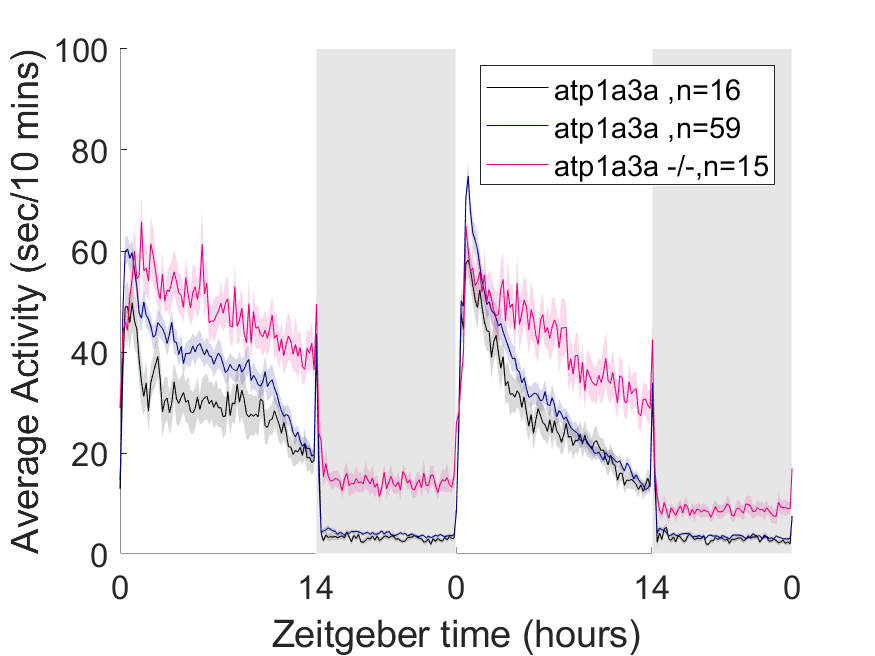 100
80
60
40
20
0
Average Activity (sec/10 mins)
atp1a3a ,n=16
atp1a3a ,n=59
atp1a3a -/-,n=15
0 14 0 14 0
Zeitgeber time (hours)